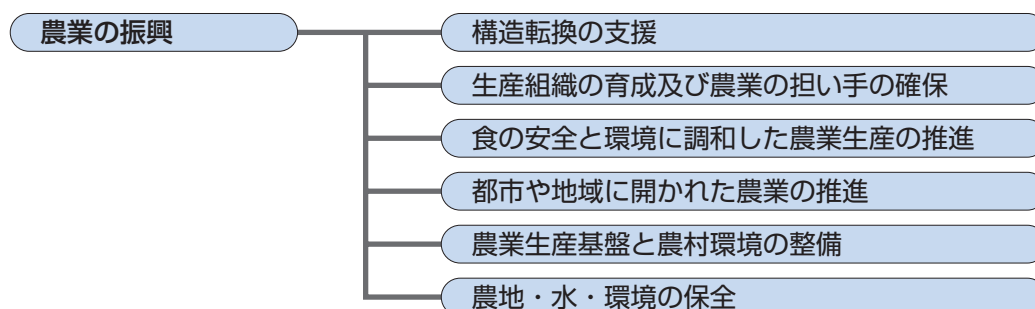 農業の振興
構造転換の支援
生産組織の育成及び農業の担い手の確保
食の安全と環境に調和した農業生産の推進
都市や地域に開かれた農業の推進
農業生産基盤と農村環境の整備
農地・水・環境の保全